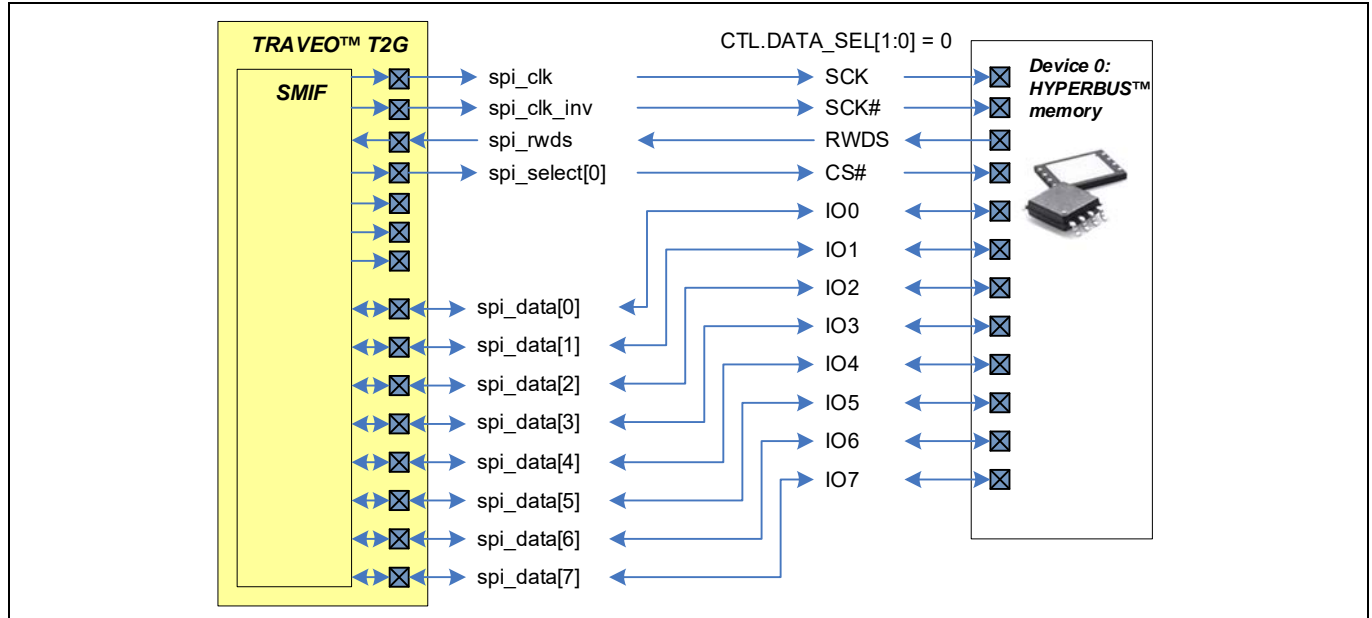 TRAVEO™ T2G
CTL.DATA_SEL[1:0] = 0
SMIF
Device 0:
HYPERBUS™
memory
spi_clk SCK
spi_clk_inv SCK#
spi_rwds RWDS
spi_select[0] CS#
IO0
IO1
IO2
spi_data[0]
IO3
spi_data[1]
IO4
spi_data[2]
IO5
spi_data[3]
IO6
spi_data[4]
IO7
spi_data[5]
spi_data[6]
spi_data[7]